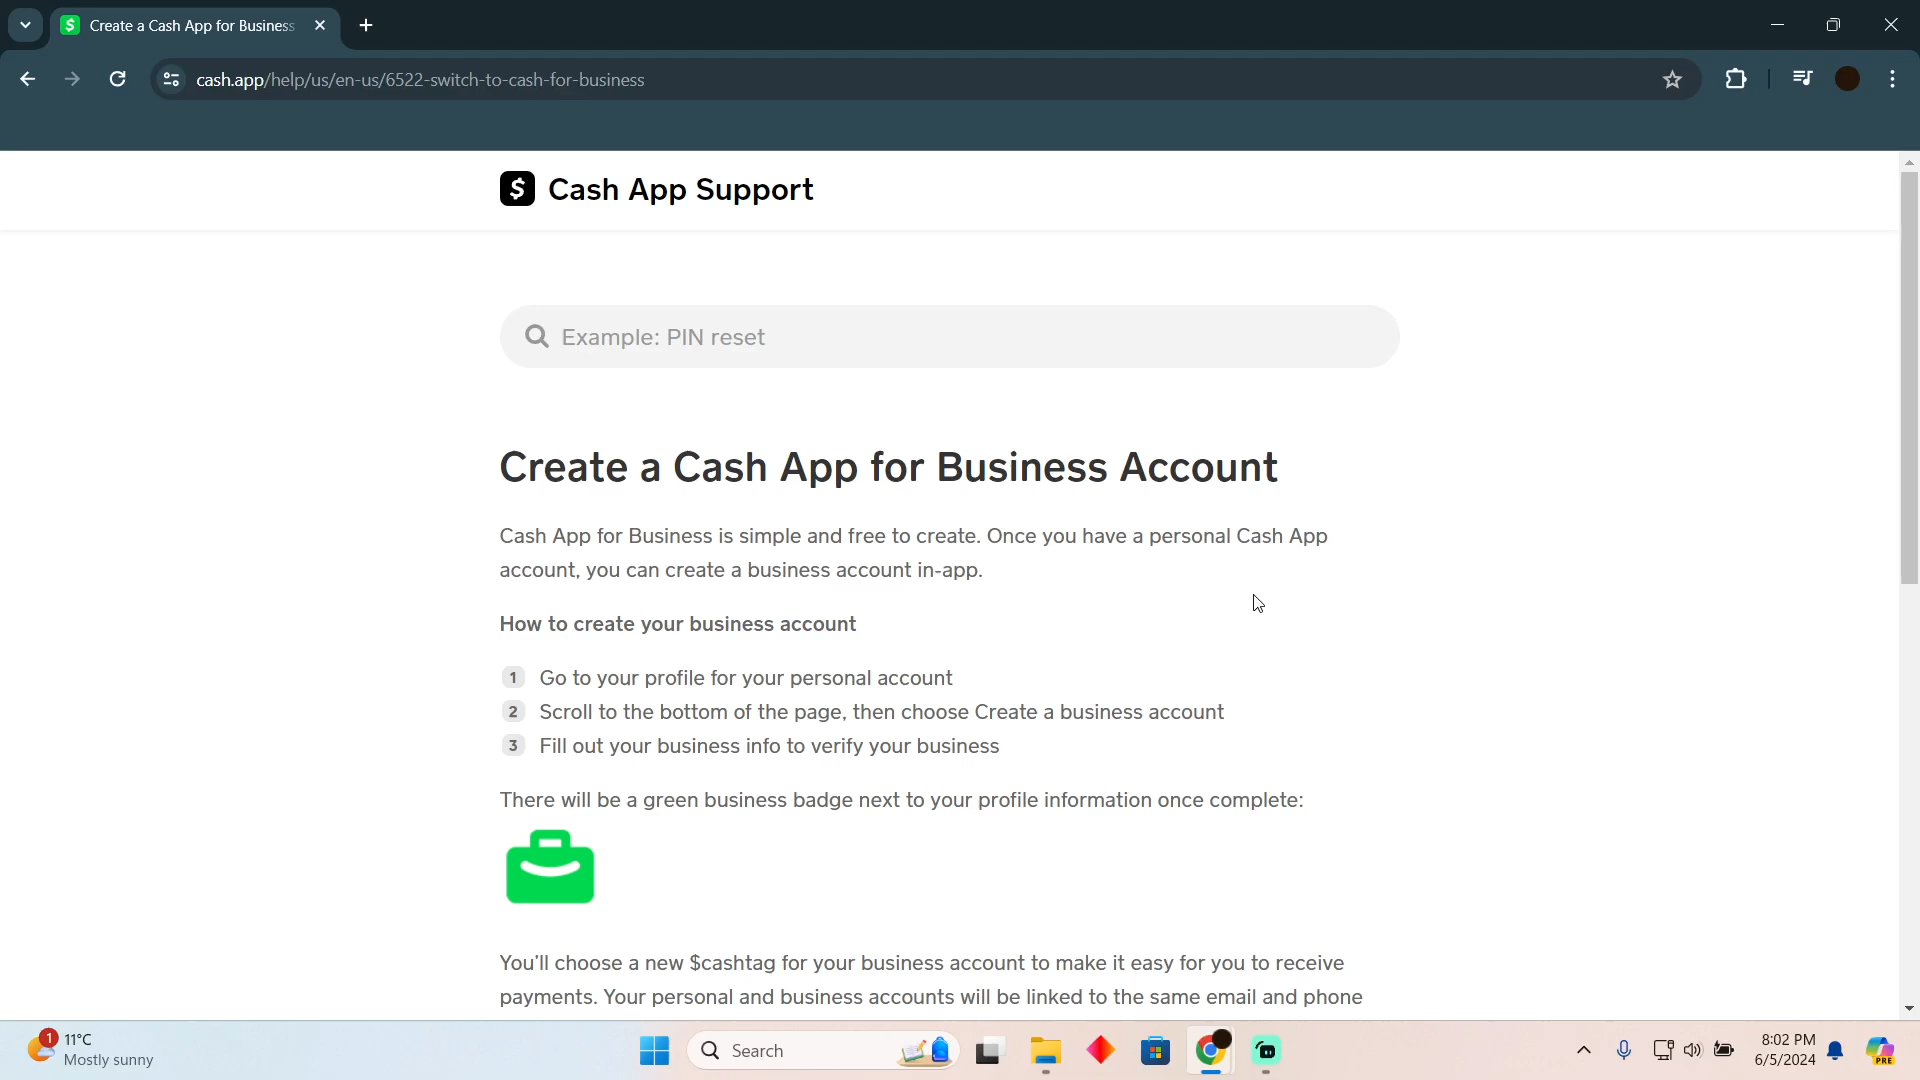 $ Create a Cash App for Business
cash.app/help/us/en-us/6522-switch-to-cash-for-business
$ Cash App Support
Example: PIN reset
Create a Cash App for Business Account
Cash App for Business is simple and free to create. Once you have a personal Cash App
account, you can create a business account in-app.
How to create your business account
1 Go to your profile for your personal account
2 Scroll to the bottom of the page, then choose Create a business account
3 Fill out your business info to verify your business
There will be a green business badge next to your profile information once complete:
You'll choose a new $cashtag for your business account to make it easy for you to receive
payments. Your personal and business accounts will be linked to the same email and phone
1
11°C
Mostly sunny
Search
8:02 PM
6/5/2024
PRE